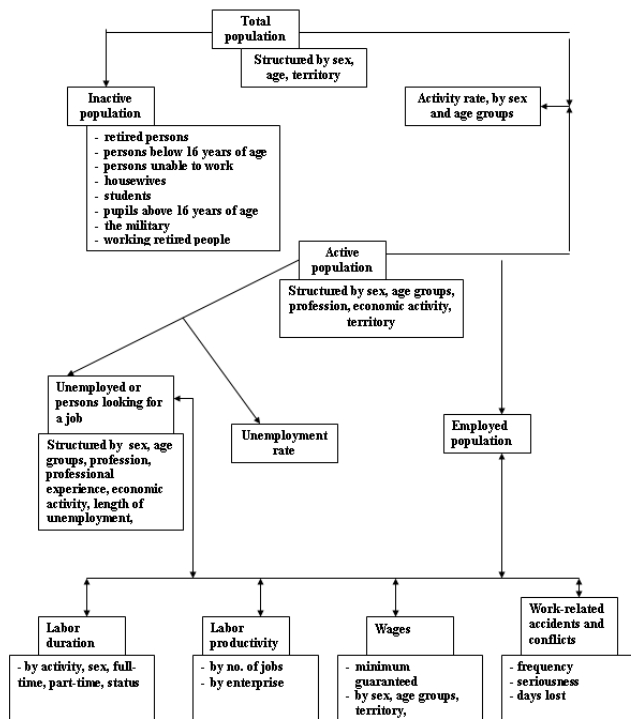 Total
population
Structured by sex,
age, territory
Inactive
population
- retired persons
- persons below 16 years of age
- persons unable to work
- housewives
- students
- pupils above 16 years of age
- the military
- working retired people
Activity rate, by sex
and age groups
Active
population
Structured by sex, age groups,
profession, economic activity,
territory
Unemployed or
persons looking for
a job
Structured by sex, age
groups, profession,
professional
experience, economic
activity, length of
unemployment,
Unemployment
rate
Employed
population
Labor
duration
- by activity, sex, full-
time, part-time, status
Labor
productivity
- by no. of jobs
- by enterprise
Wages
- minimum
guaranteed
- by sex, age groups,
territory,
Work-related
accidents and
conflicts
- frequency
- seriousness
- days lost